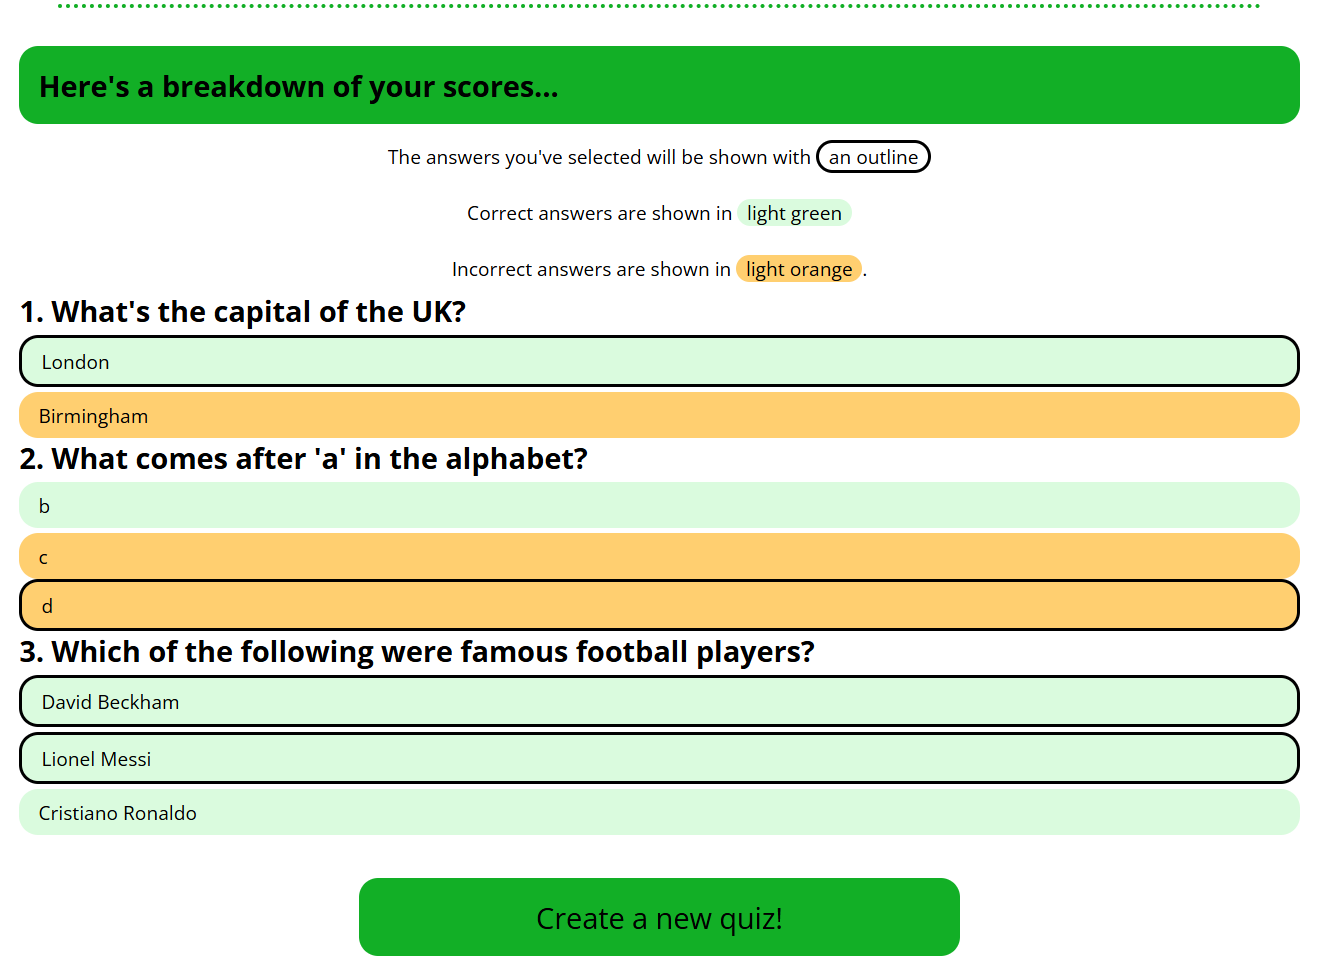 Here's a breakdown of your scores...
The answers you've selected will be shown with an outline
Correct answers are shown in light green
Incorrect answers are shown in light orange.
1. What's the capital of the UK?
London
Birmingham
2. What comes after 'a' in the alphabet?
b
c
d
3. Which of the following were famous football players?
David Beckham
Lionel Messi
Cristiano Ronaldo
Create a new quiz!